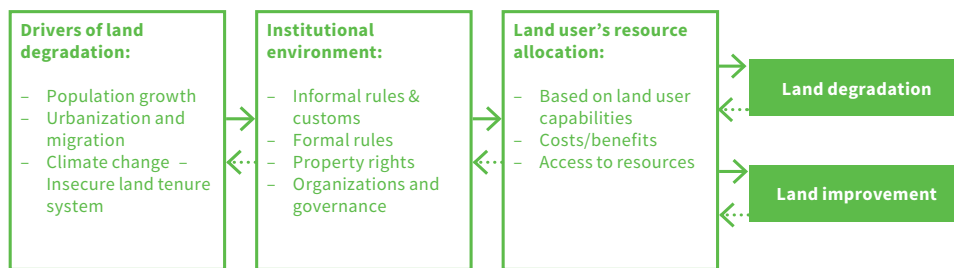 Drivers of land
degradation:
– Population growth
– Urbanization and
migration
– Climate change –
Insecure land tenure
system
Institutional
environment:
– Informal rules &
customs
– Formal rules
– Property rights
– Organizations and
governance
Land user’s resource
allocation:
– Based on land user
capabilities
– Costs/benefits
– Access to resources
Land degradation
Land improvement